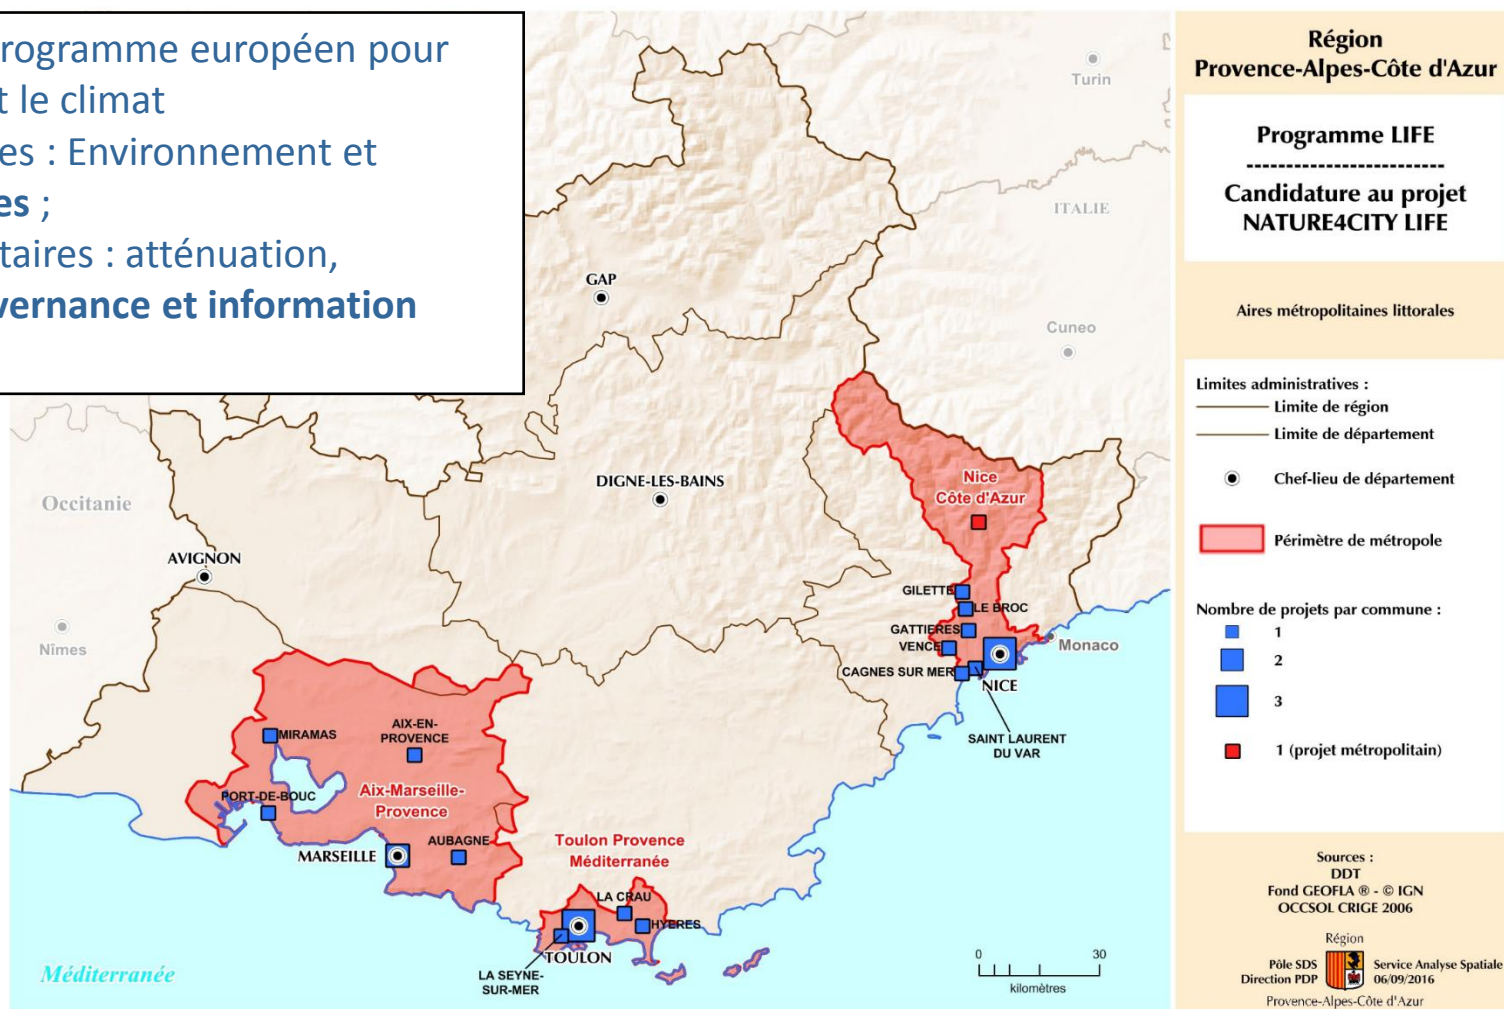 rogramme européen pour
t le climat
es : Environnement et
es ;
taires : atténuation,
vernance et information
Turin
ITALIE
GAP
Cuneo
DIGNE-LES-BAINS
Nice
Côte d'Azur
Occitanie
AVIGNON
Nîmes
GILETTE
LE BROC
GATTIERES
VENCE
Monaco
CAGNES SUR MER
NICE
SAINT LAURENT
DU VAR
MIRAMAS
AIX-EN-
PROVENCE
PORT-DE-BOUC
Aix-Marseille-
Provence
MARSEILLE
AUBAGNE
Toulon Provence
Méditerranée
LA CRAU
HYERES
TOULON
LA SEYNE-
SUR-MER
Méditerranée
0 30
kilomètres
Région
Provence-Alpes-Côte d'Azur
Programme LIFE
-------------------------
Candidature au projet
NATURE4CITY LIFE
Aires métropolitaines littorales
Limites administratives :
Limite de région
Limite de département
Chef-lieu de département
Périmètre de métropole
Nombre de projets par commune :
1
2
3
1 (projet métropolitain)
Sources :
DDT
Fond GEOFLA ® - © IGN
OCCSOL CRIGE 2006
Région
Pôle SDS Service Analyse Spatiale
Direction PDP 06/09/2016
Provence-Alpes-Côte d'Azur